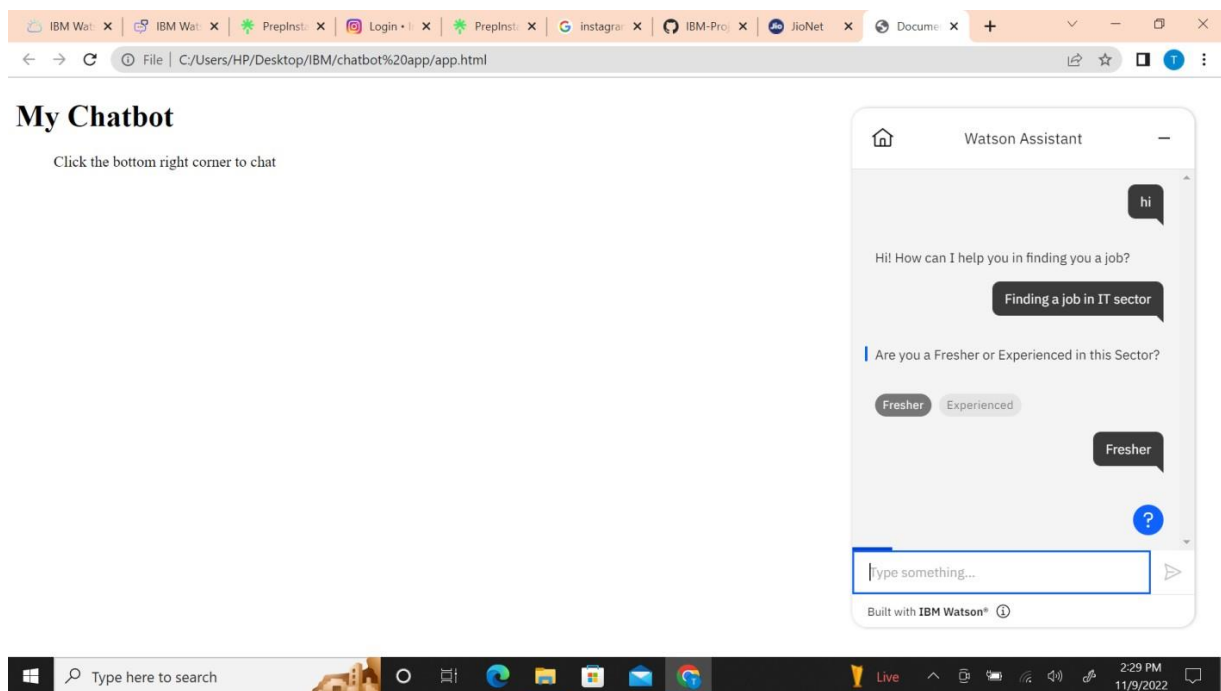 IBM Wat
IBM Wat
PrepInsta
Login • I
PrepInsta
instagra
IBM-Proj
Jio
JioNet
Docume
File | C:/Users/HP/Desktop/IBM/chatbot%20app/app.html
T
My Chatbot
Click the bottom right corner to chat
Watson Assistant
hi
Hi! How can I help you in finding you a job?
Finding a job in IT sector
Are you a Fresher or Experienced in this Sector?
Fresher Experienced
Fresher
?
Type something...
Built with IBM Watson®
Type here to search
Live
2:29 PM
11/9/2022